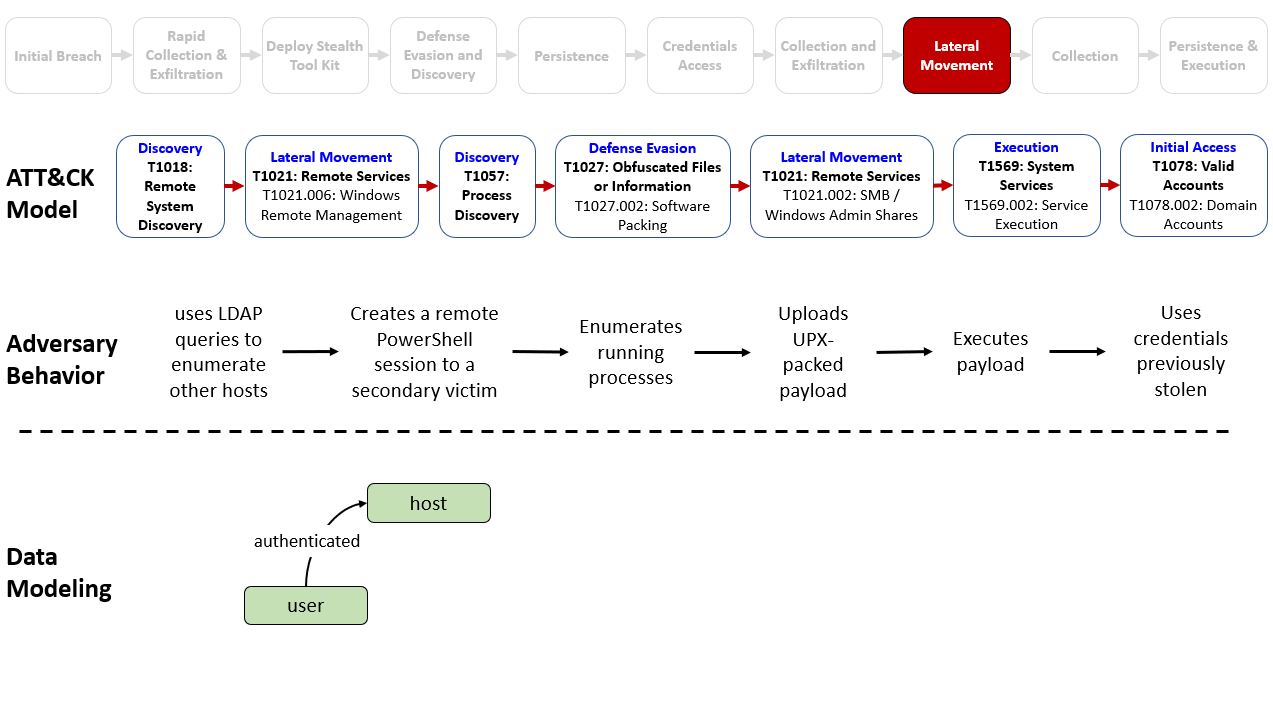 Initial Breach
Rapid
Collection &
Exfiltration
Deploy Stealth
Tool Kit
Defense
Evasion and
Discovery
Persistence
Credentials
Access
Collection and
Exfiltration
Lateral
Movement
Collection
Persistence &
Execution
ATT&CK
Model
Discovery
T1018:
Remote
System
Discovery
Lateral Movement
T1021: Remote Services
T1021.006: Windows
Remote Management
Discovery
T1057:
Process
Discovery
Defense Evasion
T1027: Obfuscated Files
or Information
T1027.002: Software
Packing
Lateral Movement
T1021: Remote Services
T1021.002: SMB /
Windows Admin Shares
Execution
T1569: System
Services
T1569.002: Service
Execution
Initial Access
T1078: Valid
Accounts
T1078.002: Domain
Accounts
Adversary
Behavior
uses LDAP
queries to
enumerate
other hosts
Creates a remote
PowerShell
session to a
secondary victim
Enumerates
running
processes
Uploads
UPX-
packed
payload
Executes
payload
Uses
credentials
previously
stolen
Data
Modeling
host
authenticated
user